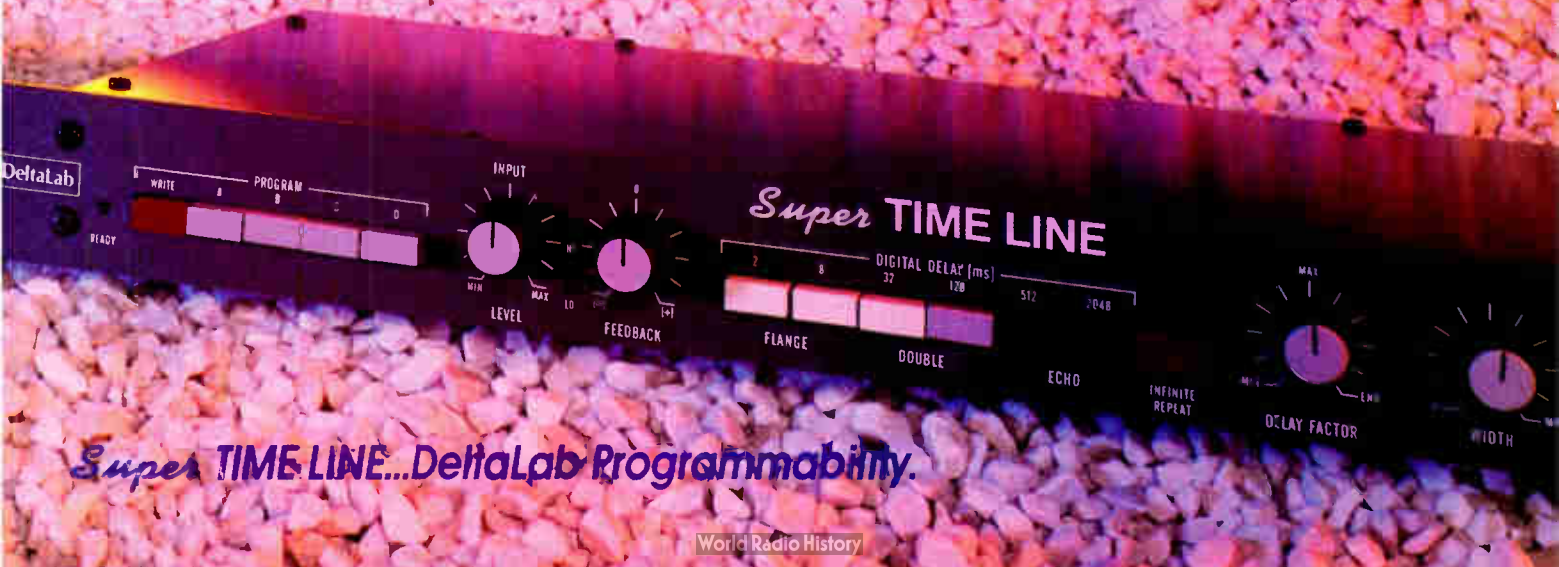 DeltaLab
WRITE
PROGRAM
A
B
D
READY
INPUT
MIN
MAX
LEVEL
LO
[+]
FEEDBACK
Super TIME LINE
DIGITAL DELAY [ms]
2
8
32
128
512
2048
FLANGE
DOUBLE
ECHO
INFINITE
REPEAT
MAX
DELAY FACTOR
WIDTH
Super TIME LINE...DeltaLab Programmability.
World Radio History